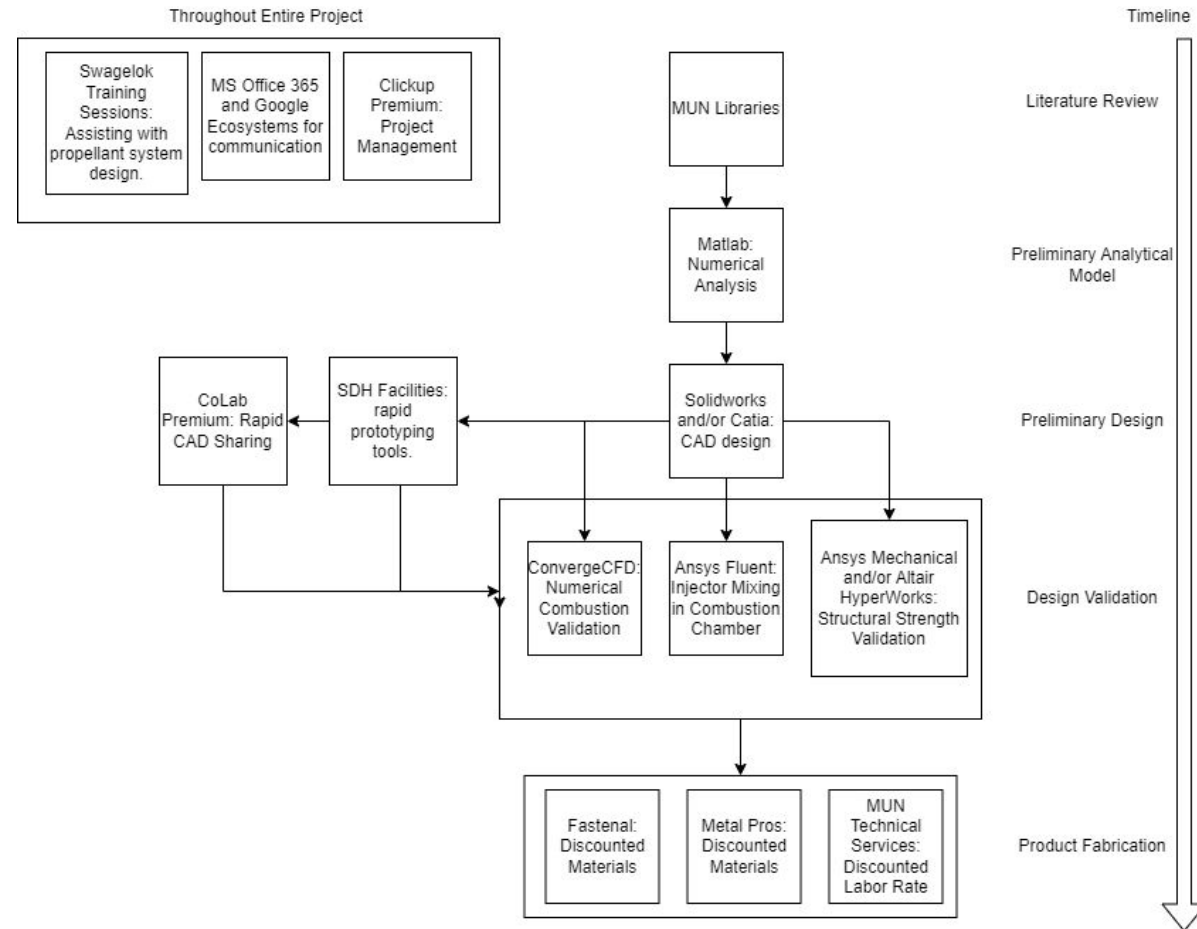 Throughout Entire Project
Timeline
Swagelok
Training
Sessions:
Assisting with
propellant system
design.
MS Office 365
and Google
Ecosystems for
communication
Clickup
Premium:
Project
Management
MUN Libraries
Literature Review
Matlab:
Numerical
Analysis
Preliminary Analytical
Model
CoLab
Premium: Rapid
CAD Sharing
SDH Facilities:
rapid
prototyping
tools.
Solidworks
and/or Catia:
CAD design
Preliminary Design
ConvergeCFD:
Numerical
Combustion
Validation
Ansys Fluent:
Injector Mixing
in Combustion
Chamber
Ansys Mechanical
and/or Altair
HyperWorks:
Structural Strength
Validation
Design Validation
Fastenal:
Discounted
Materials
Metal Pros:
Discounted
Materials
MUN
Technical
Services:
Discounted
Labor Rate
Product Fabrication